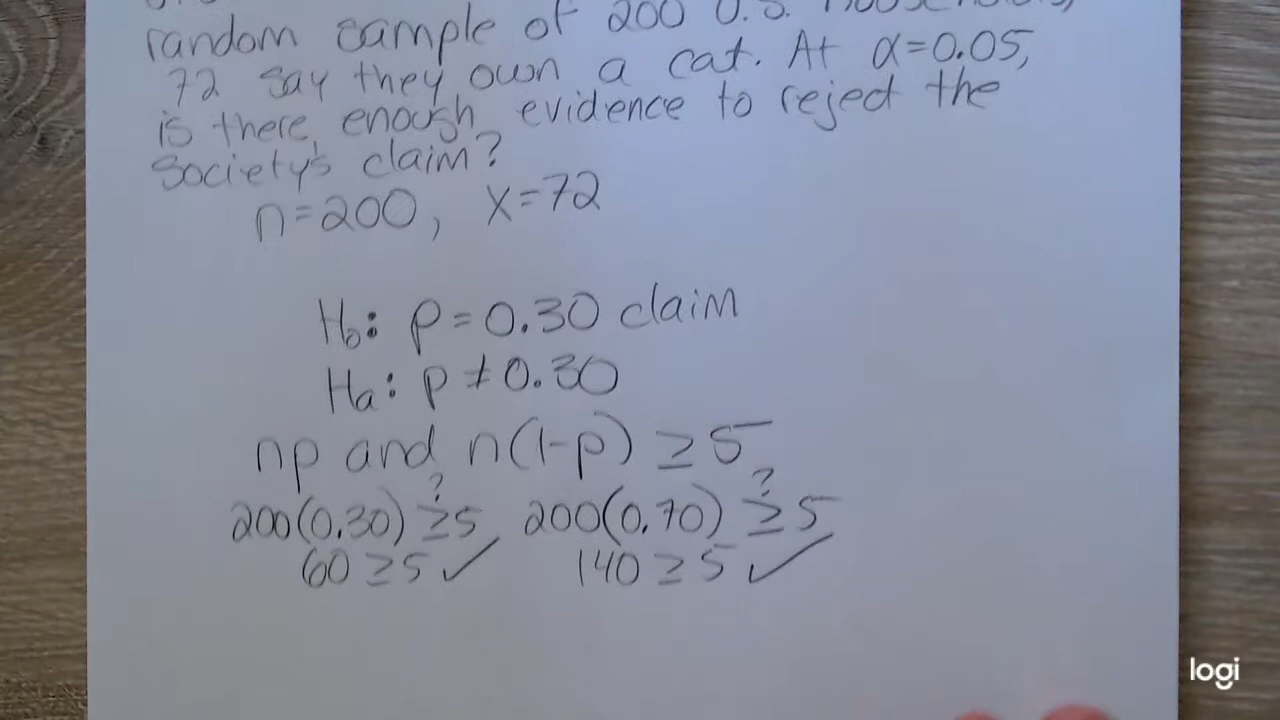 random sample of 200 U.S.
72 say they own a cat. At α=0.05,
is there enough evidence to reject the
Society's claim?
n=200, x=72
H₀: p=0.30 claim
Hₐ: p≠0.30
np and n(1-p) ≥5
200(0.30) ≥? 5 200(0.70) ≥? 5
60≥5 ✓ 140≥5 ✓
logi